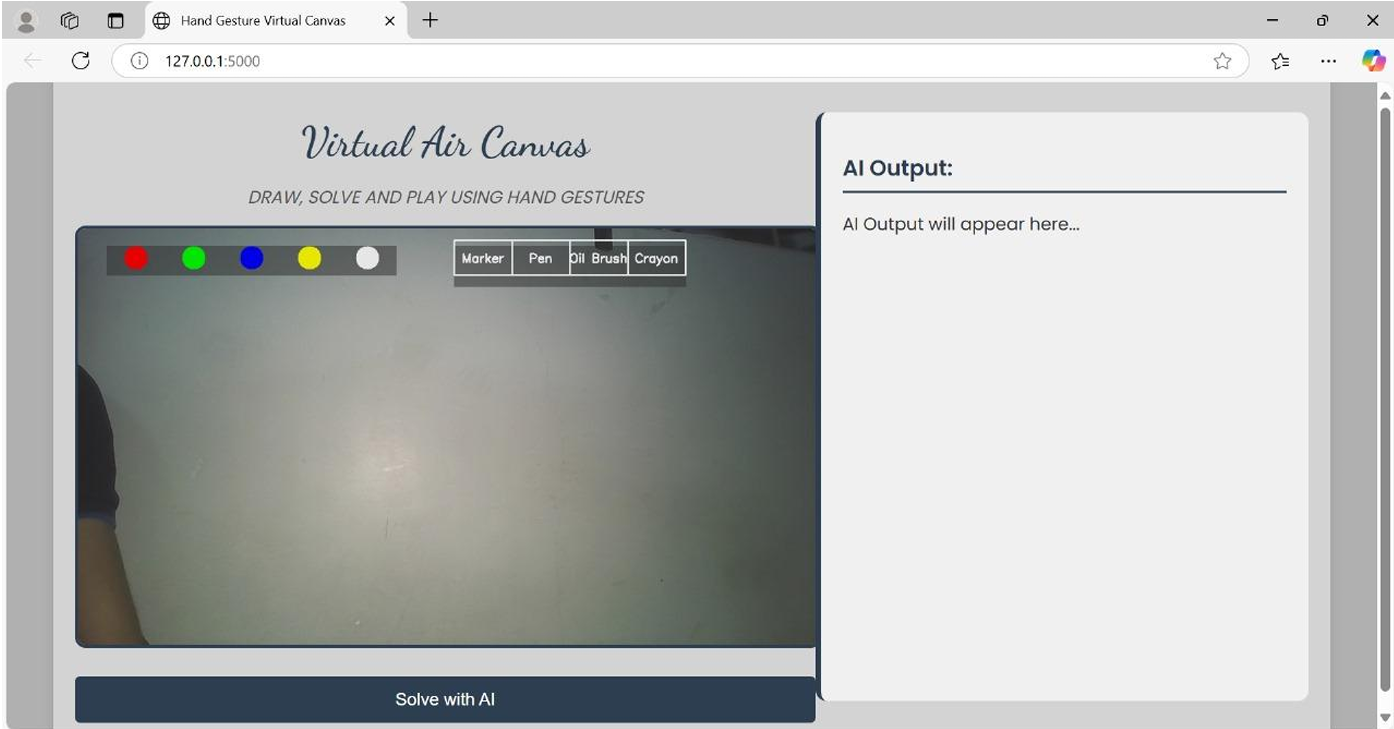 Hand Gesture Virtual Canvas
127.0.0.1:5000
Virtual Air Canvas
DRAW, SOLVE AND PLAY USING HAND GESTURES
Marker Pen Oil Brush Crayon
Solve with AI
AI Output:
AI Output will appear here...